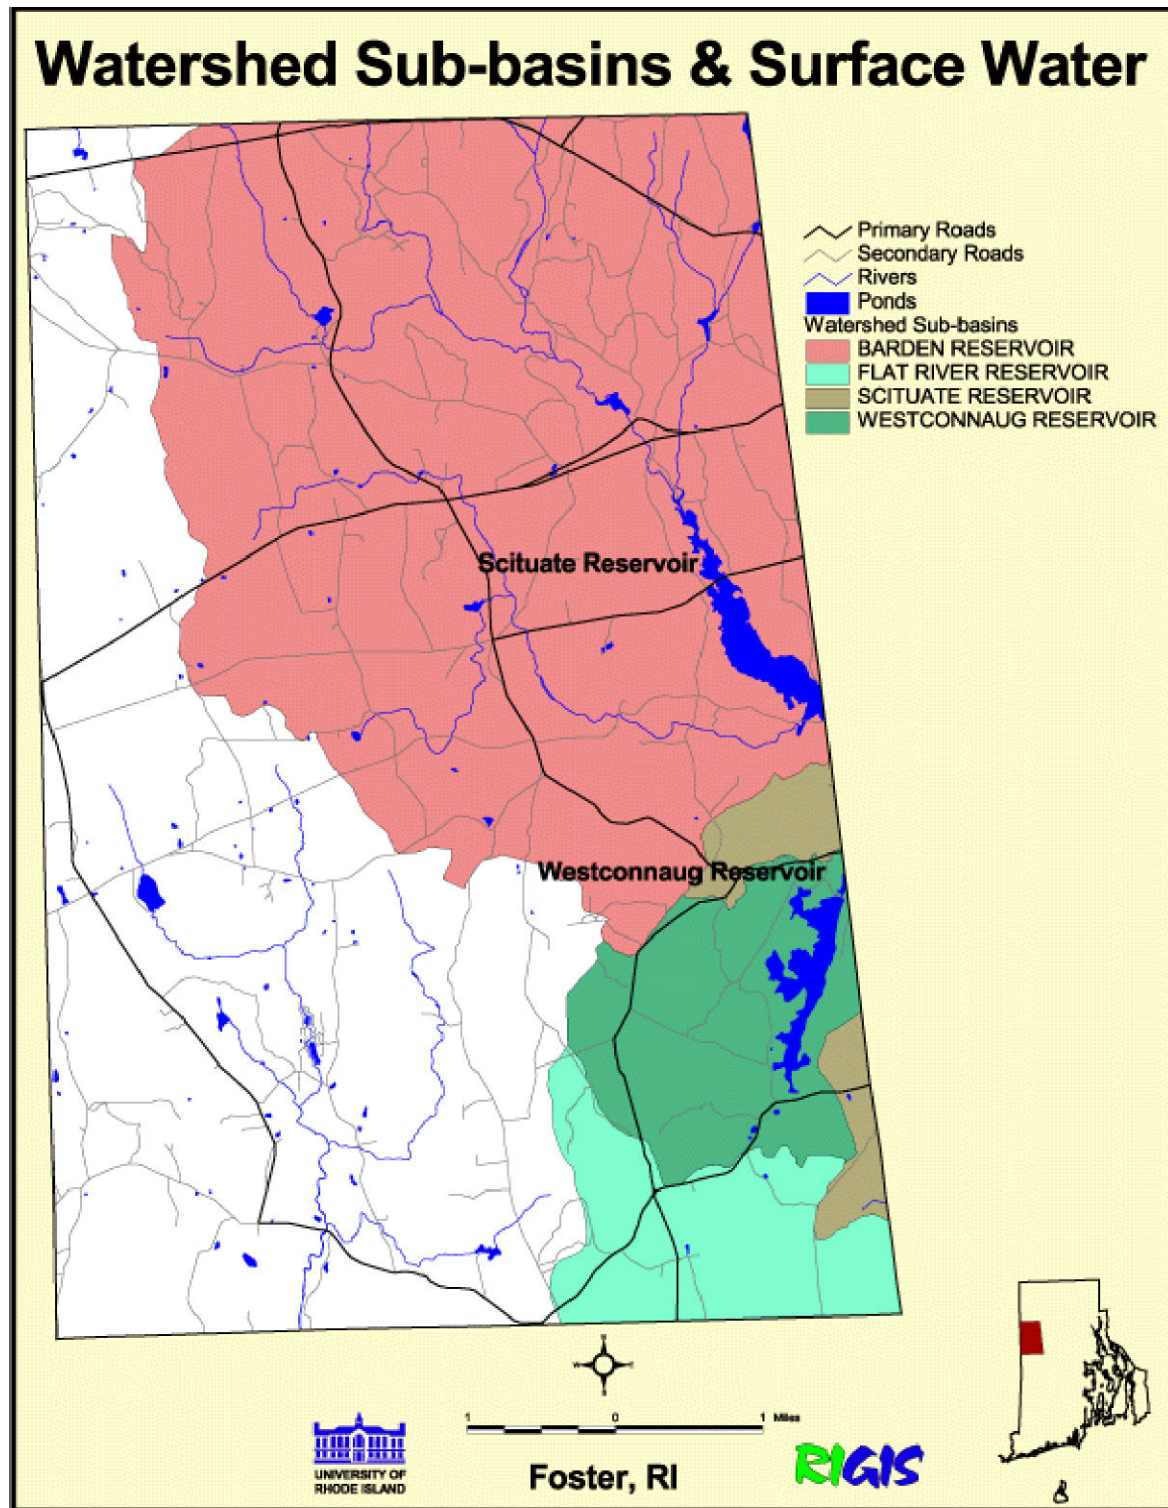 Watershed Sub-basins & Surface Water
Primary Roads
Secondary Roads
Rivers
Ponds
Watershed Sub-basins
BARDEN RESERVOIR
FLAT RIVER RESERVOIR
SCITUATE RESERVOIR
WESTCONNAUG RESERVOIR
Scituate Reservoir
Westconnaug Reservoir
N
W E
S
1 0 1 Miles
UNIVERSITY OF
RHODE ISLAND
Foster, RI
RIGIS